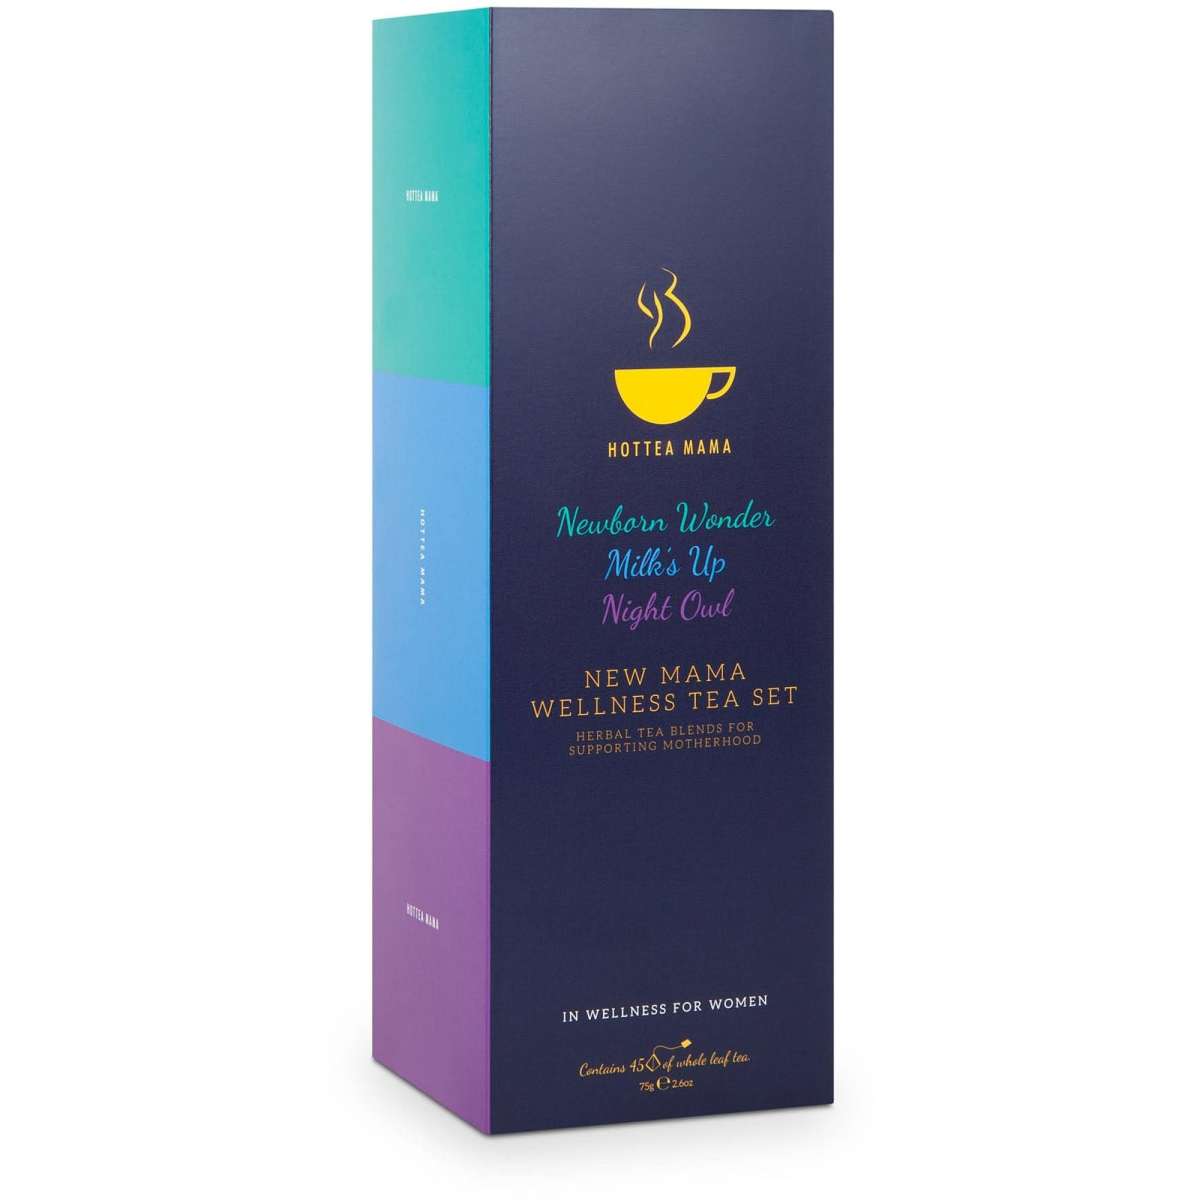 HOTTEA MAMA
HOTTEA MAMA
HOTTEA MAMA
HOTTEA MAMA
Newborn Wonder
Milk's Up
Night Owl
NEW MAMA
WELLNESS TEA SET
HERBAL TEA BLENDS FOR
SUPPORTING MOTHERHOOD
IN WELLNESS FOR WOMEN
Contains 45 of whole leaf tea.
75g ℮ 2.6oz